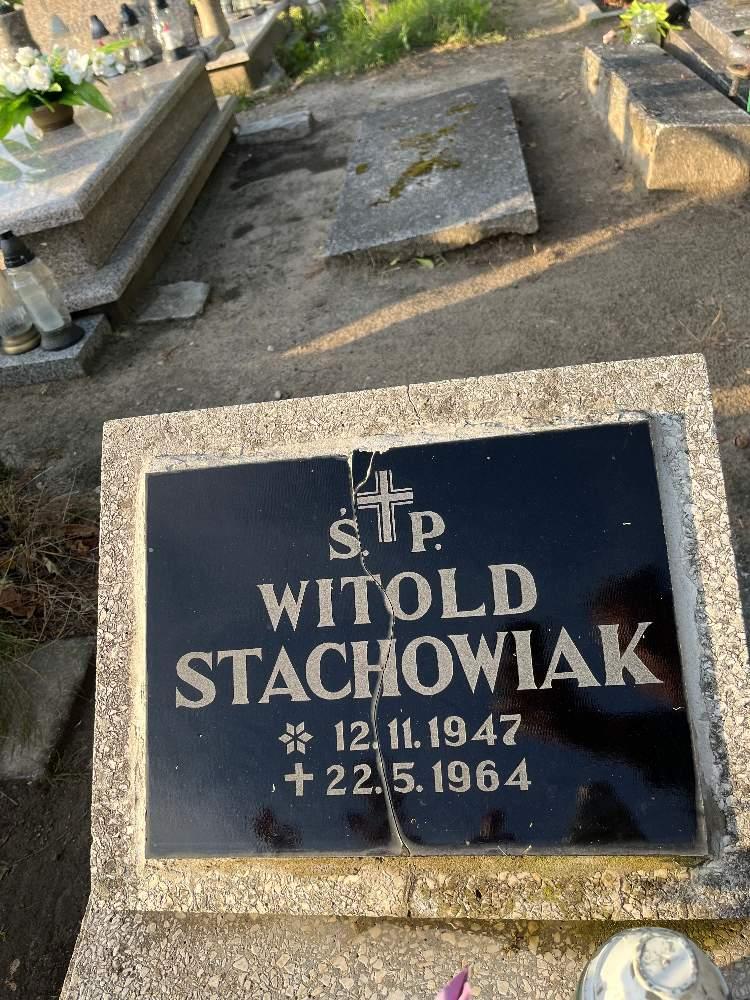 Ś. P.
WITOLD
STACHOWIAK
* 12.11.1947
+ 22.5.1964